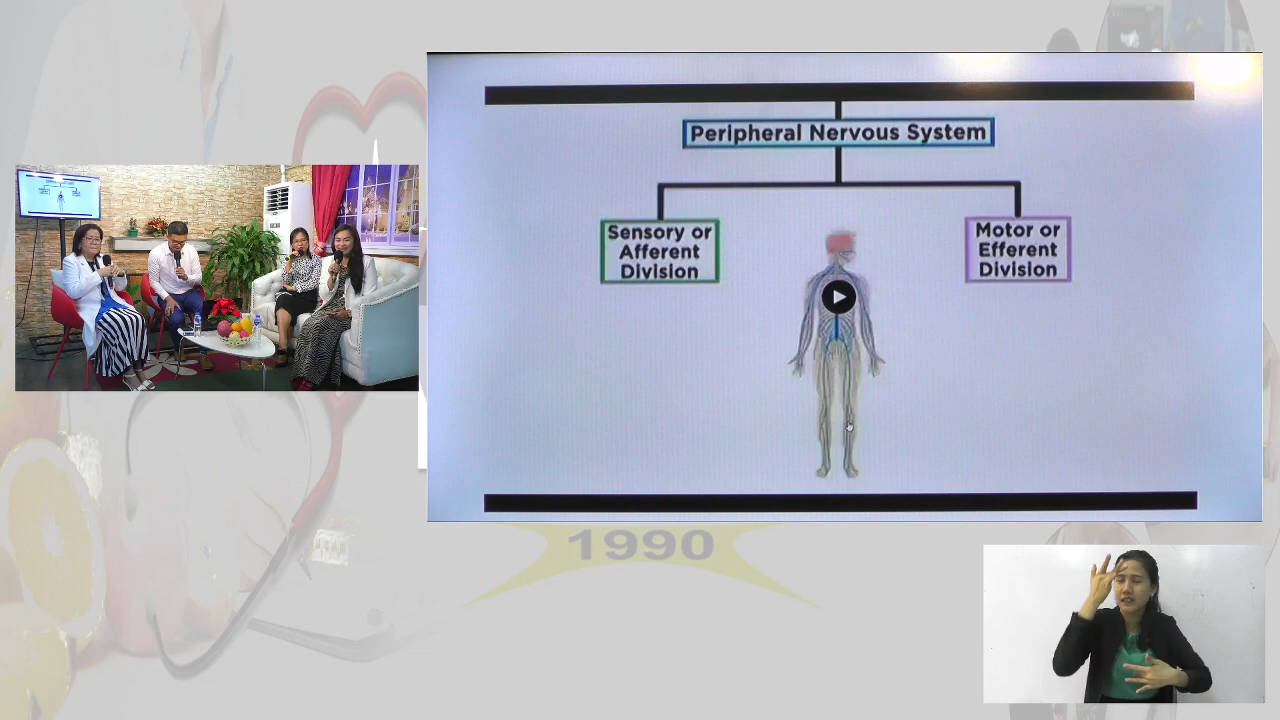 Peripheral Nervous System
Sensory or
Afferent
Division
Motor or
Efferent
Division
1990